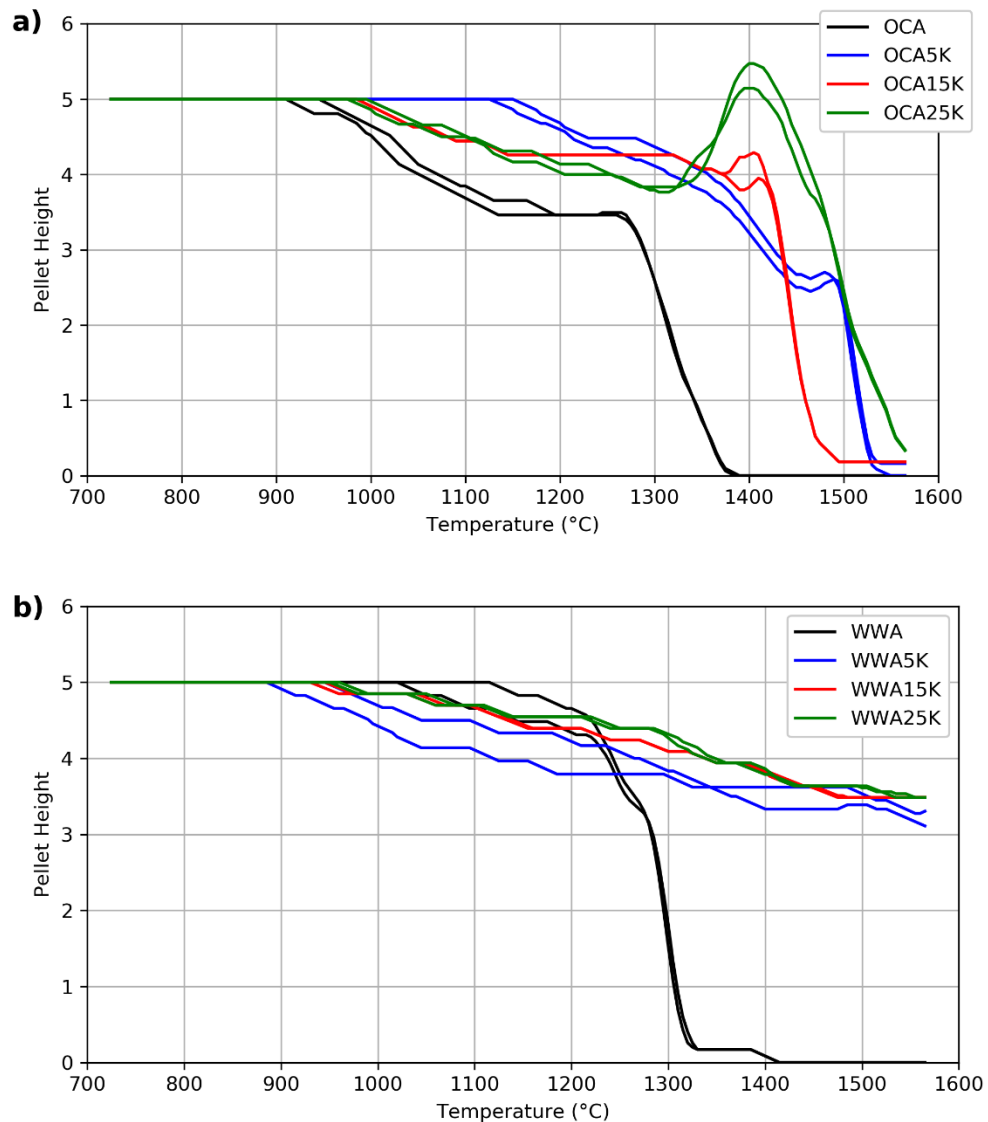 a)
6
5
4
3
2
1
0
Pellet Height
700 800 900 1000 1100 1200 1300 1400 1500 1600
Temperature (°C)
OCA
OCA5K
OCA15K
OCA25K
b)
6
5
4
3
2
1
0
Pellet Height
700 800 900 1000 1100 1200 1300 1400 1500 1600
Temperature (°C)
WWA
WWA5K
WWA15K
WWA25K